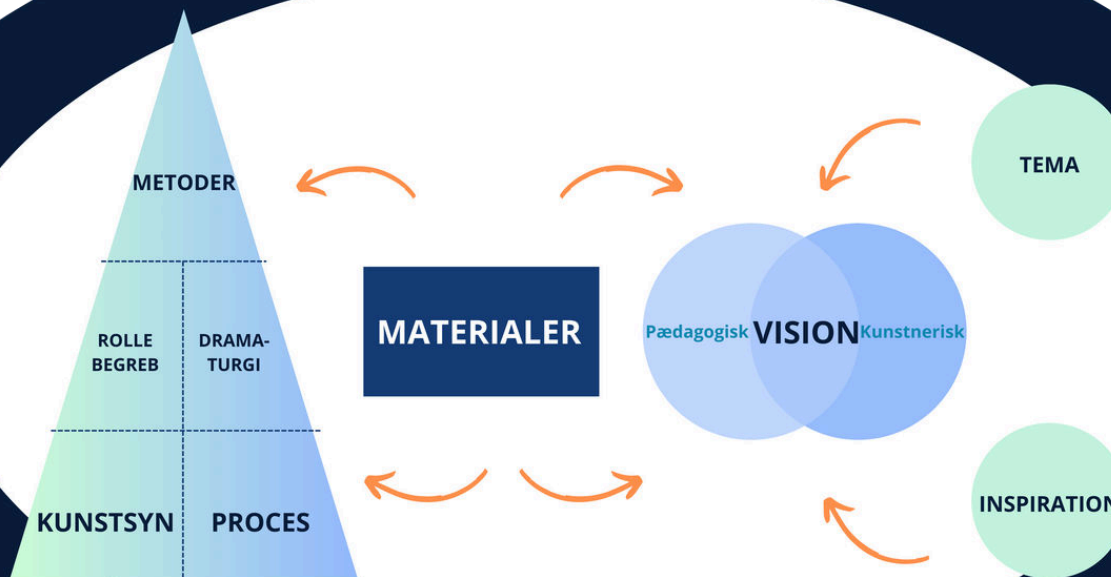 METODER
ROLLE
BEGREB
DRAMA-
TURGI
KUNSTSYN
PROCES
MATERIALER
Pædagogisk
VISION
Kunstnerisk
TEMA
INSPIRATION